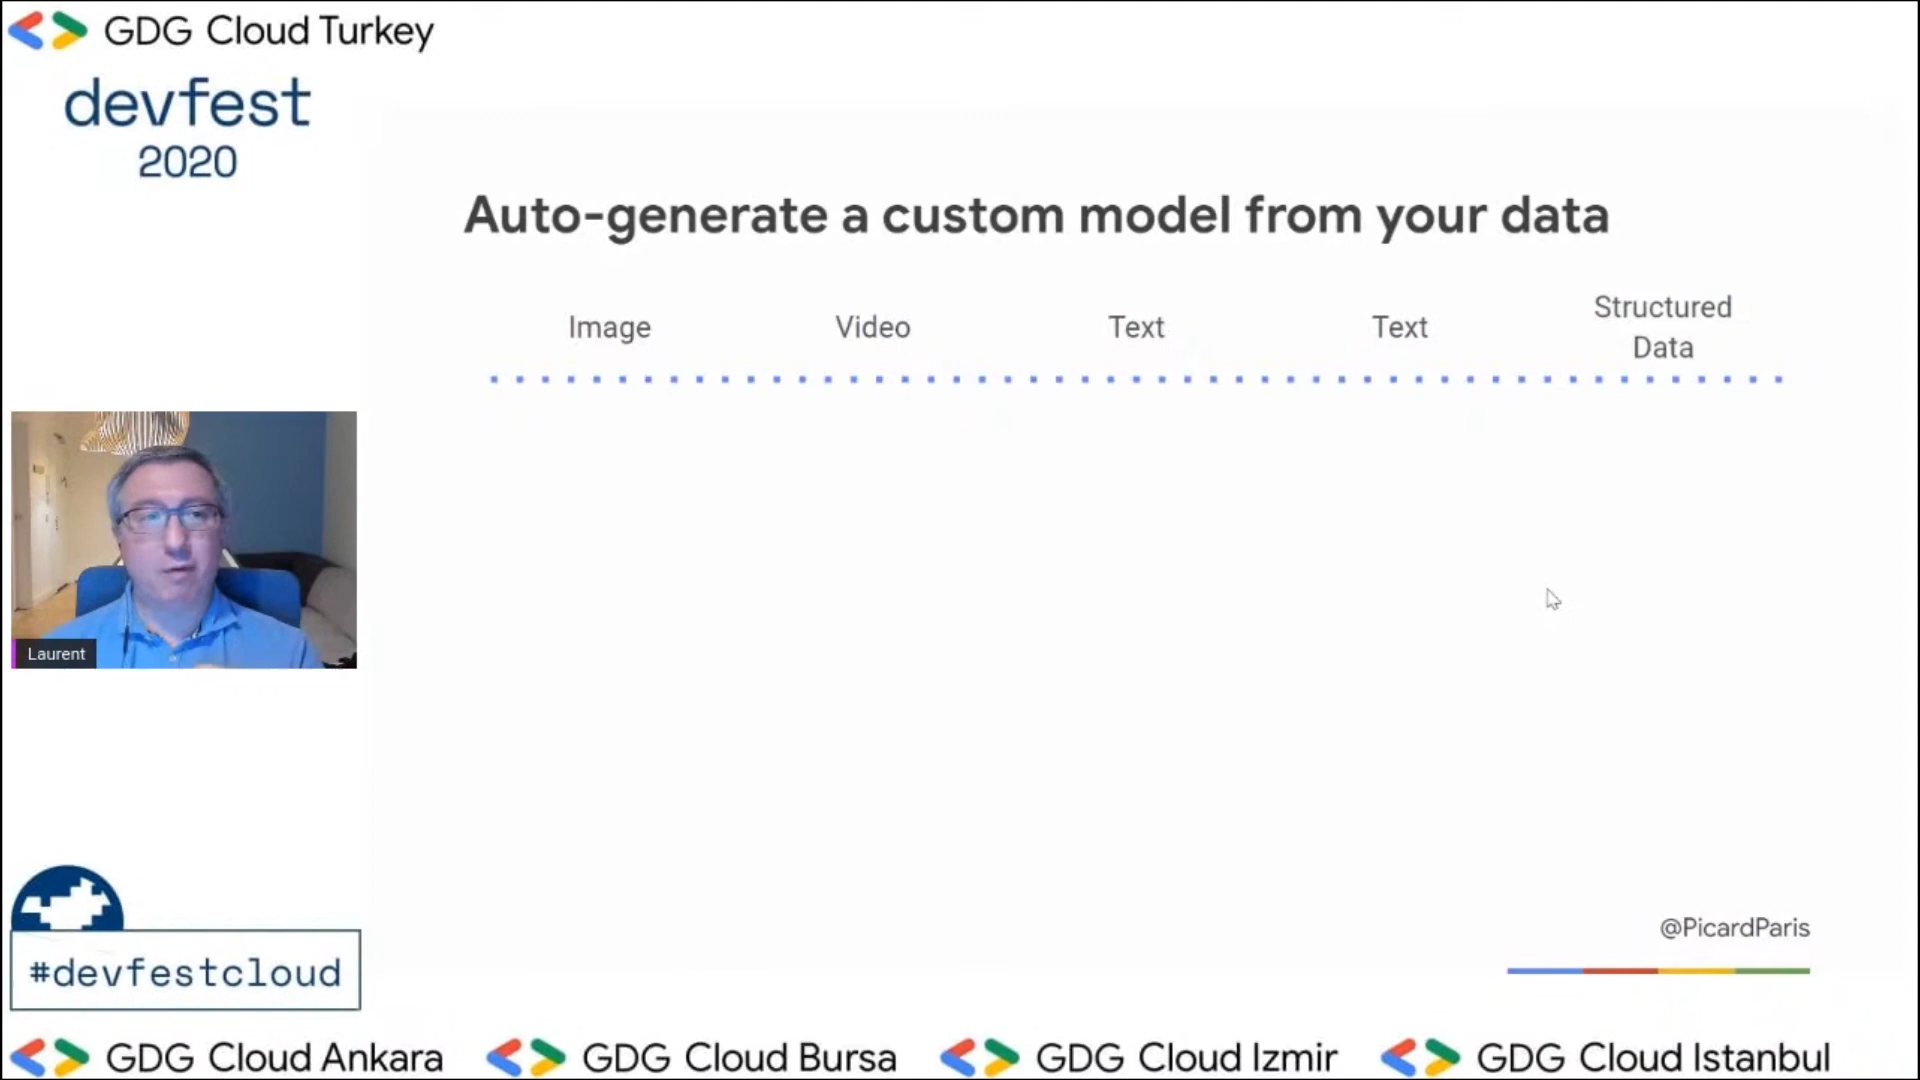 GDG Cloud Turkey
devfest
2020
Auto-generate a custom model from your data
Image
Video
Text
Text
Structured
Data
Laurent
@PicardParis
#devfestcloud
GDG Cloud Ankara
GDG Cloud Bursa
GDG Cloud Izmir
GDG Cloud Istanbul